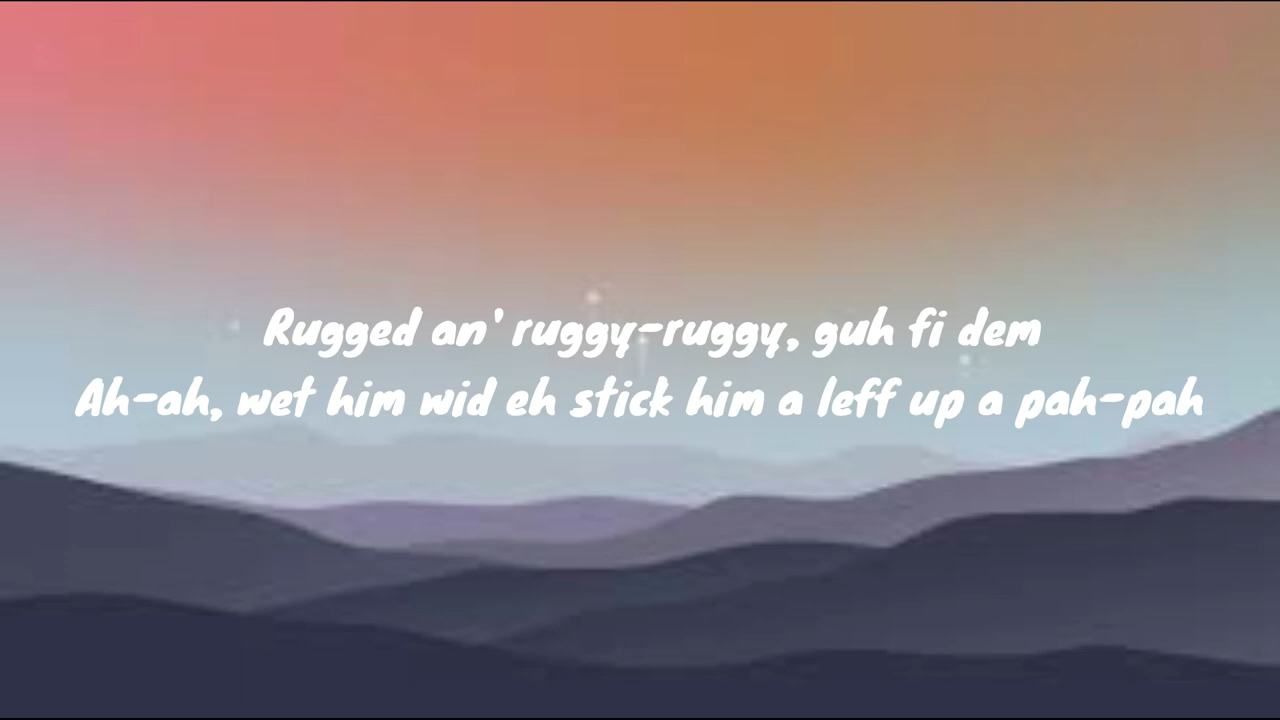 Rugged an' ruggy-ruggy, guh fi dem
Ah-ah, wet him wid eh stick him a leff up a pah-pah